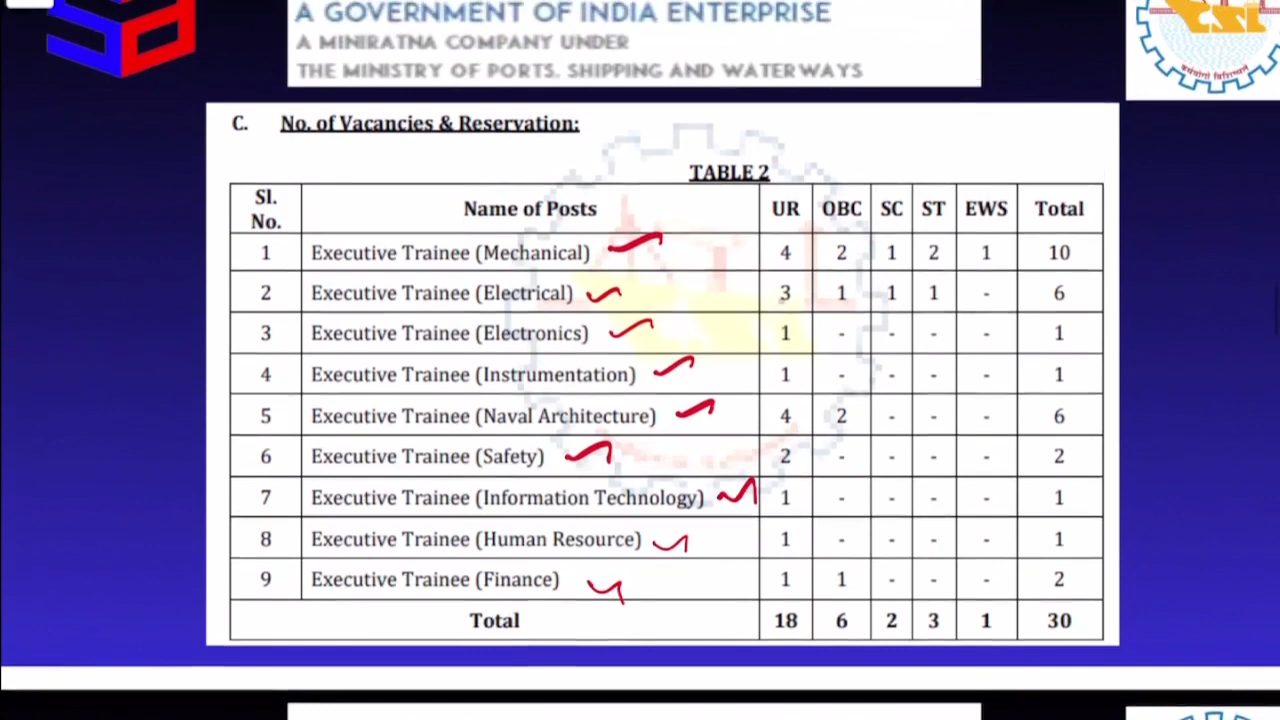 A GOVERNMENT OF INDIA ENTERPRISE
A MINIRATNA COMPANY UNDER
THE MINISTRY OF PORTS, SHIPPING AND WATERWAYS
CSL
C. No. of Vacancies & Reservation:
TABLE 2
Sl. No. Name of Posts UR OBC SC ST EWS Total
1 Executive Trainee (Mechanical) 4 2 1 2 1 10
2 Executive Trainee (Electrical) 3 1 1 1 - 6
3 Executive Trainee (Electronics) 1 - - - - 1
4 Executive Trainee (Instrumentation) 1 - - - - 1
5 Executive Trainee (Naval Architecture) 4 2 - - - 6
6 Executive Trainee (Safety) 2 - - - - 2
7 Executive Trainee (Information Technology) 1 - - - - 1
8 Executive Trainee (Human Resource) 1 - - - - 1
9 Executive Trainee (Finance) 1 1 - - - 2
Total 18 6 2 3 1 30